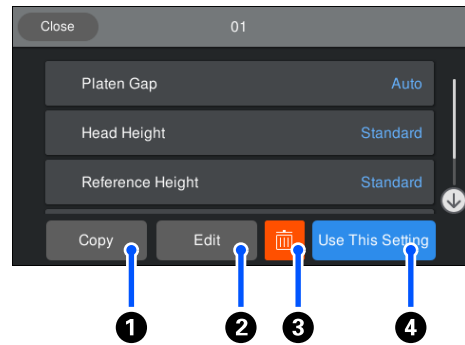 Close 01
Platen Gap Auto
Head Height Standard
Reference Height Standard
Copy Edit Use This Setting
1 2 3 4